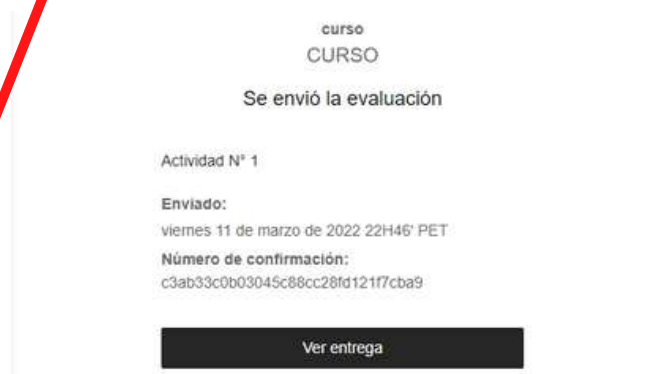 curso
CURSO
Se envió la evaluación
Actividad N° 1
Enviado:
viernes 11 de marzo de 2022 22H46' PET
Número de confirmación:
c3ab33c0b03045c88cc28fd121f7cba9
Ver entrega